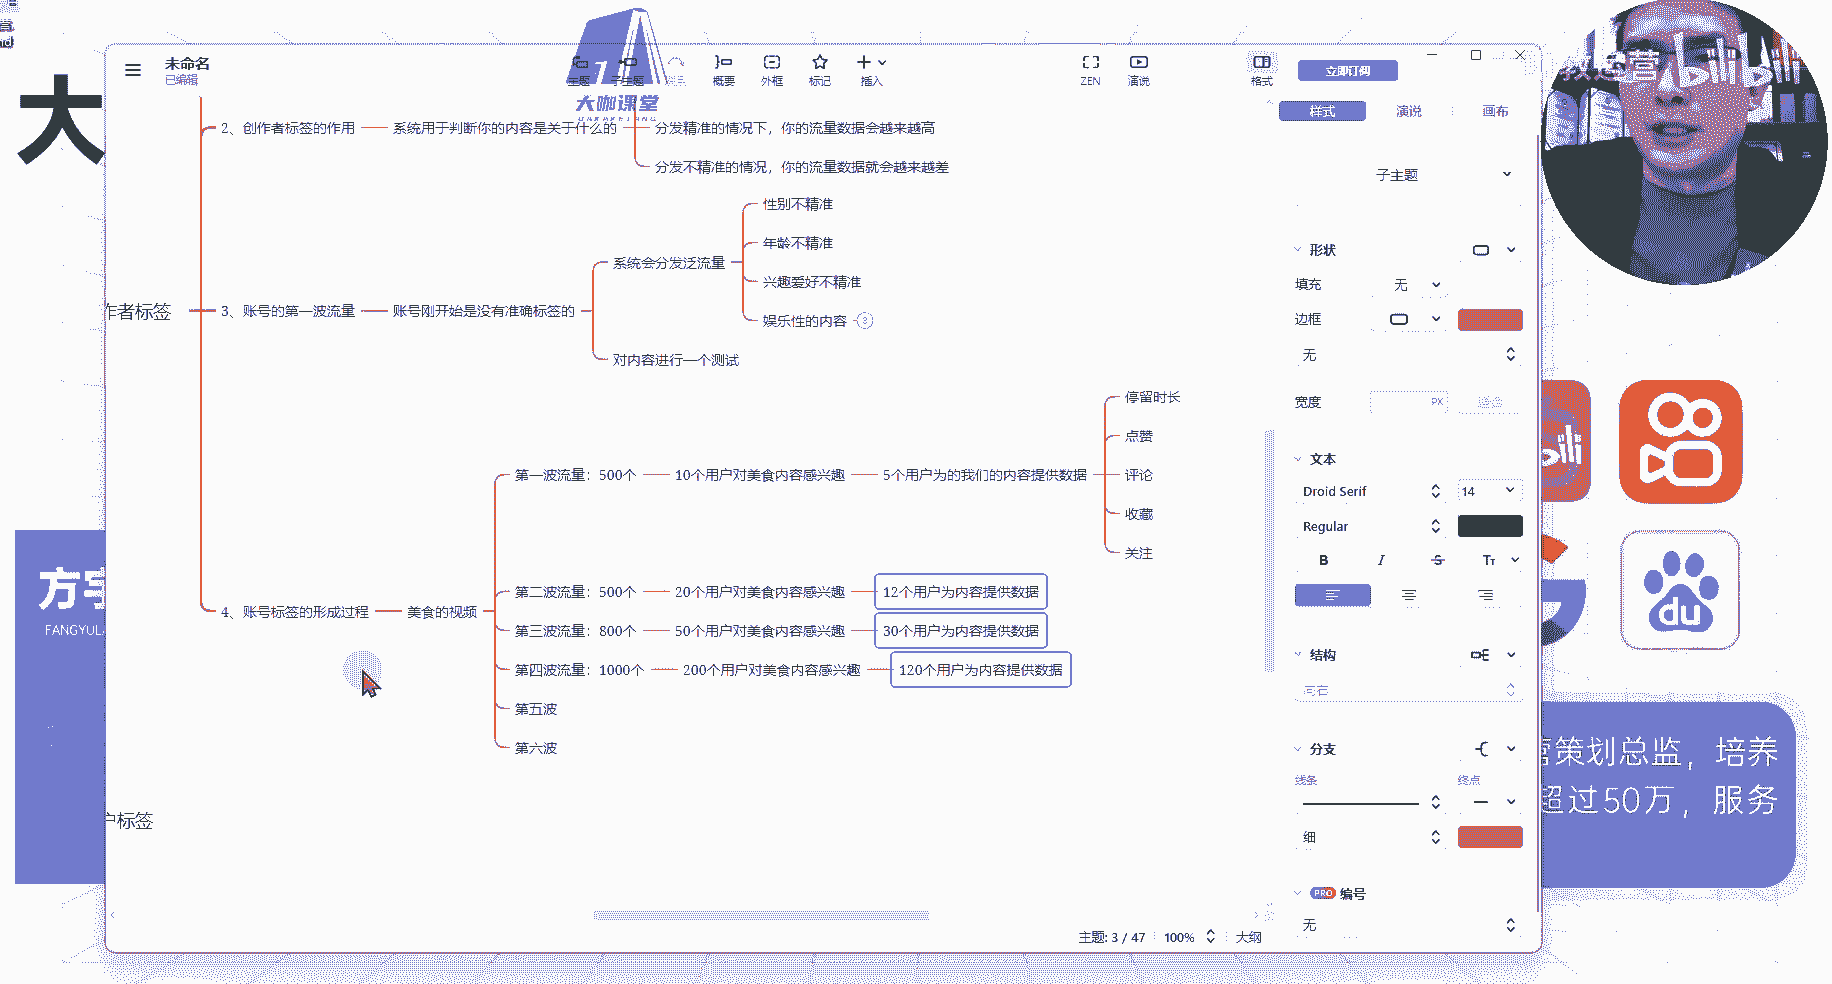 未命名
已编辑
主题
子主题
概要
外框
标记
插入
ZEN
演说
格式
立即订阅
大咖课堂
样式
演说
画布
大
2、创作者标签的作用
系统用于判断你的内容是关于什么的
分发精准的情况下，你的流量数据会越来越高
分发不精准的情况，你的流量数据就会越来越差
作者标签
3、账号的第一波流量
账号刚开始是没有准确标签的
系统会分发泛流量
性别不精准
年龄不精准
兴趣爱好不精准
娱乐性的内容
对内容进行一个测试
4、账号标签的形成过程
美食的视频
第一波流量：500个
10个用户对美食内容感兴趣
5个用户为的我们的内容提供数据
停留时长
点赞
评论
收藏
关注
第二波流量：500个
20个用户对美食内容感兴趣
12个用户为内容提供数据
第三波流量：800个
50个用户对美食内容感兴趣
30个用户为内容提供数据
第四波流量：1000个
200个用户对美食内容感兴趣
120个用户为内容提供数据
第五波
第六波
户标签
子主题
形状
填充
无
边框
无
宽度
PX
文本
Droid Serif
14
Regular
B
I
S
Tт
结构
分支
线条
终点
细
PRO 编号
无
主题: 3 / 47
100%
大纲
方宇
FANGYUL
du
营策划总监，培养
超过50万，服务